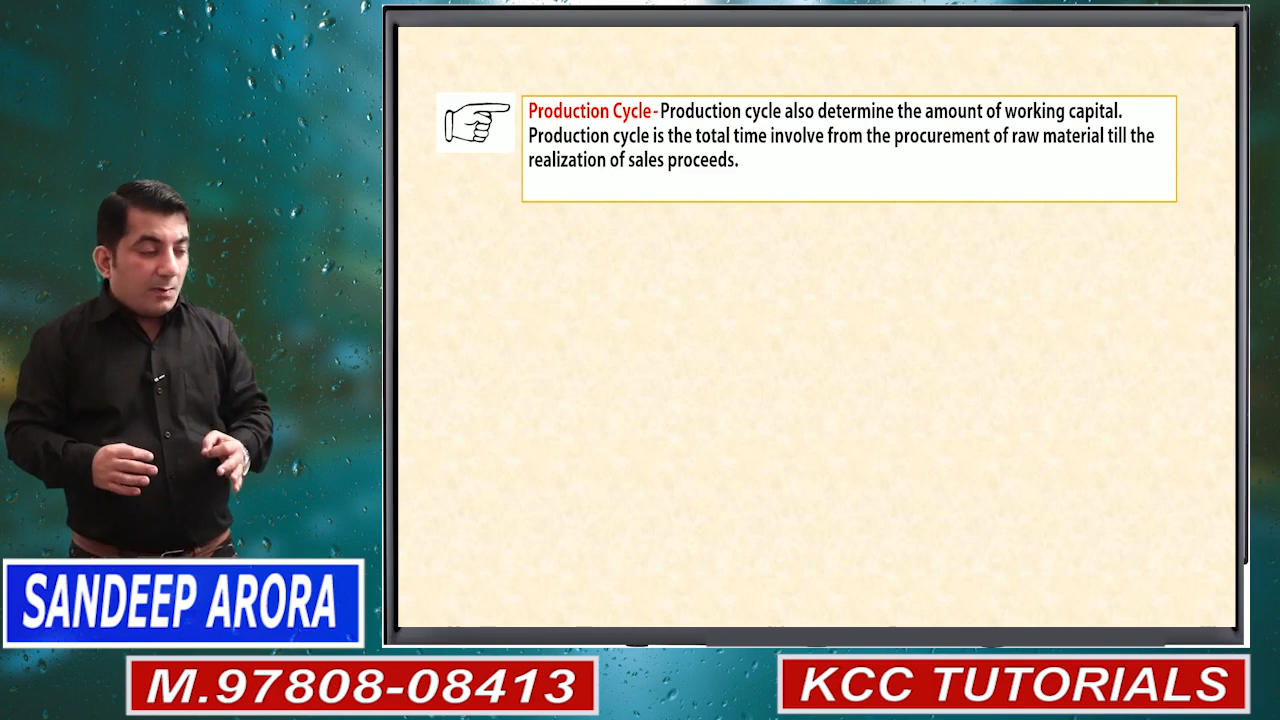 Production Cycle - Production cycle also determine the amount of working capital.
Production cycle is the total time involve from the procurement of raw material till the
realization of sales proceeds.
SANDEEP ARORA
M.97808-08413
KCC TUTORIALS